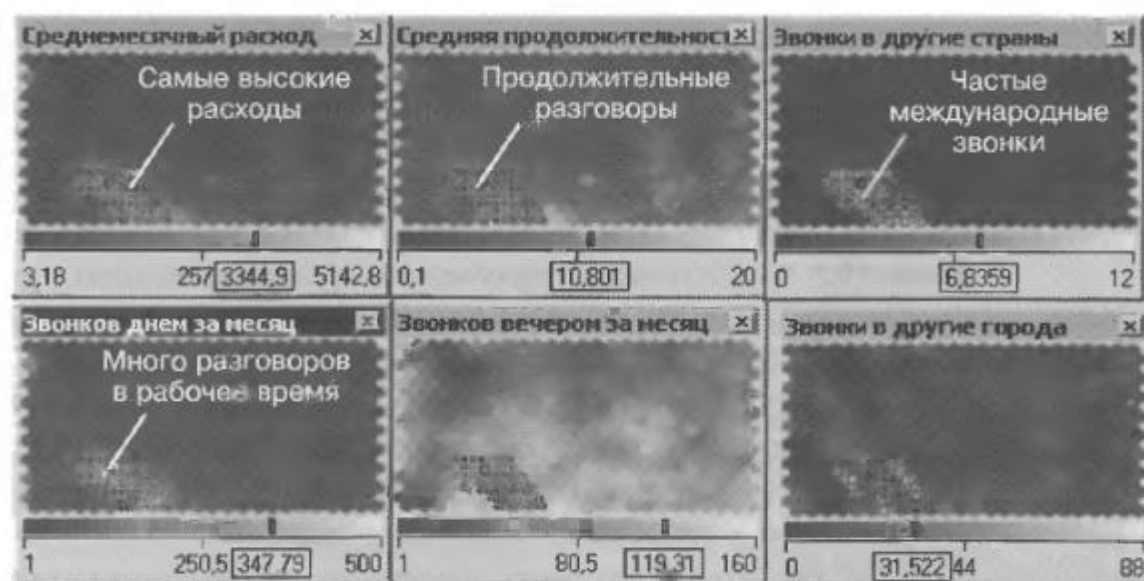 Среднемесячный расход
Самые высокие
расходы
3,18 257 3344,9 5142,8
Средняя продолжительност
Продолжительные
разговоры
0,1 10,801 20
Звонки в другие страны
Частые
международные
звонки
0 6,8359 12
Звонков днем за месяц
Много разговоров
в рабочее время
1 250,5 347,79 500
Звонков вечером за месяц
1 80,5 119,31 160
Звонки в другие города
0 31,522 44 88